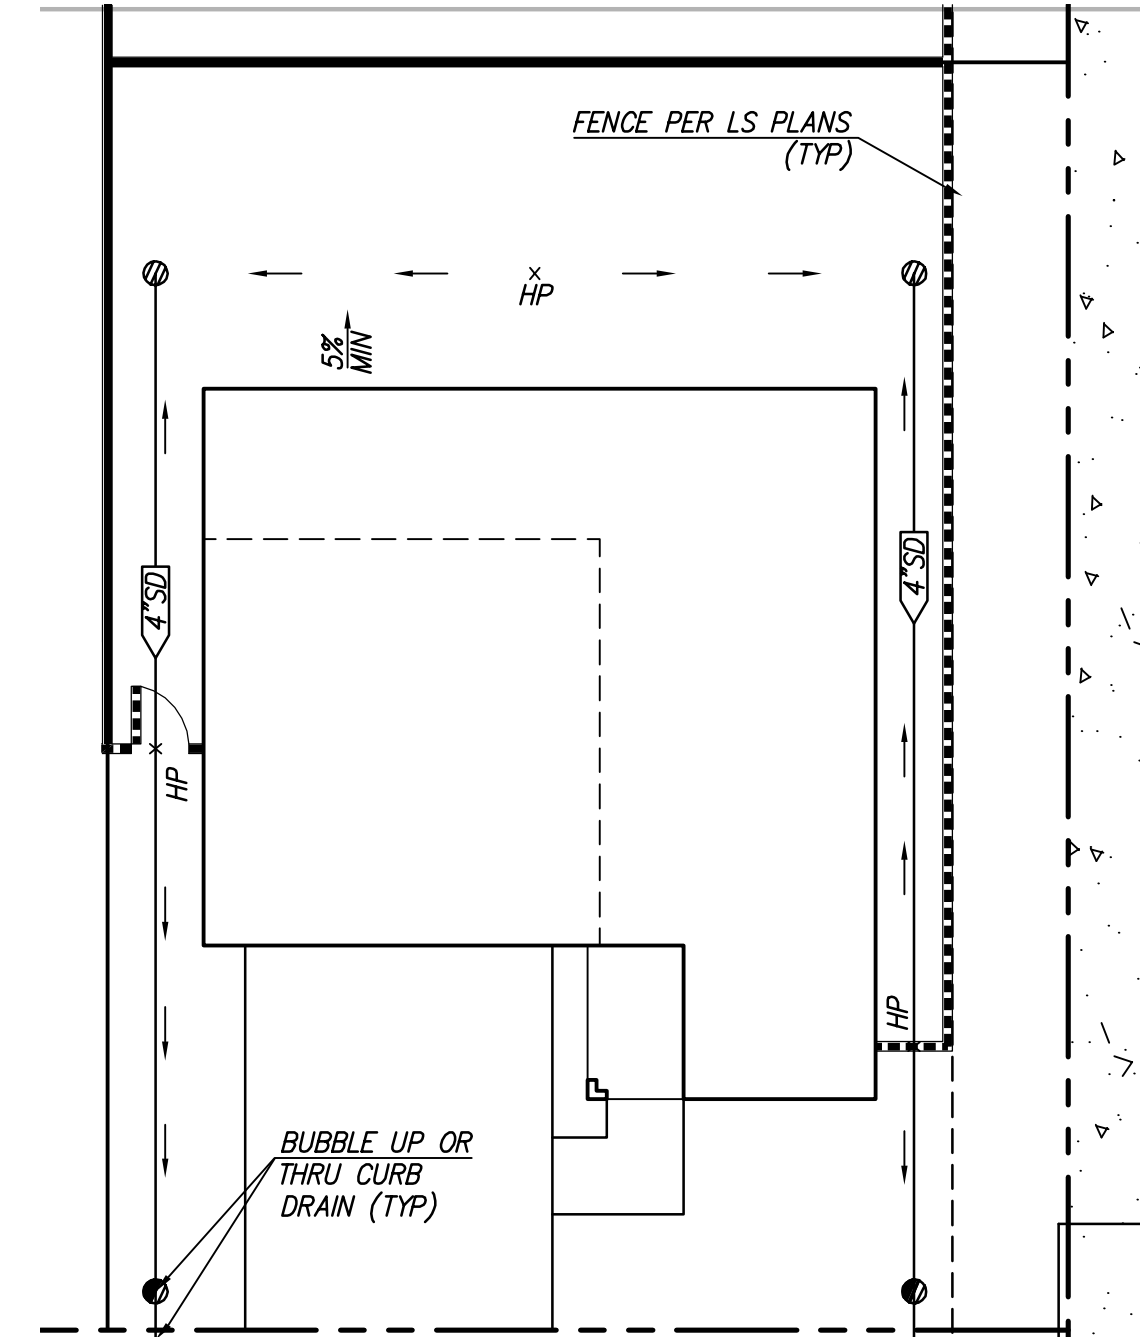 FENCE PER LS PLANS
(TYP)
HP
5%
MIN
4"SD
4"SD
HP
HP
BUBBLE UP OR
THRU CURB
DRAIN (TYP)